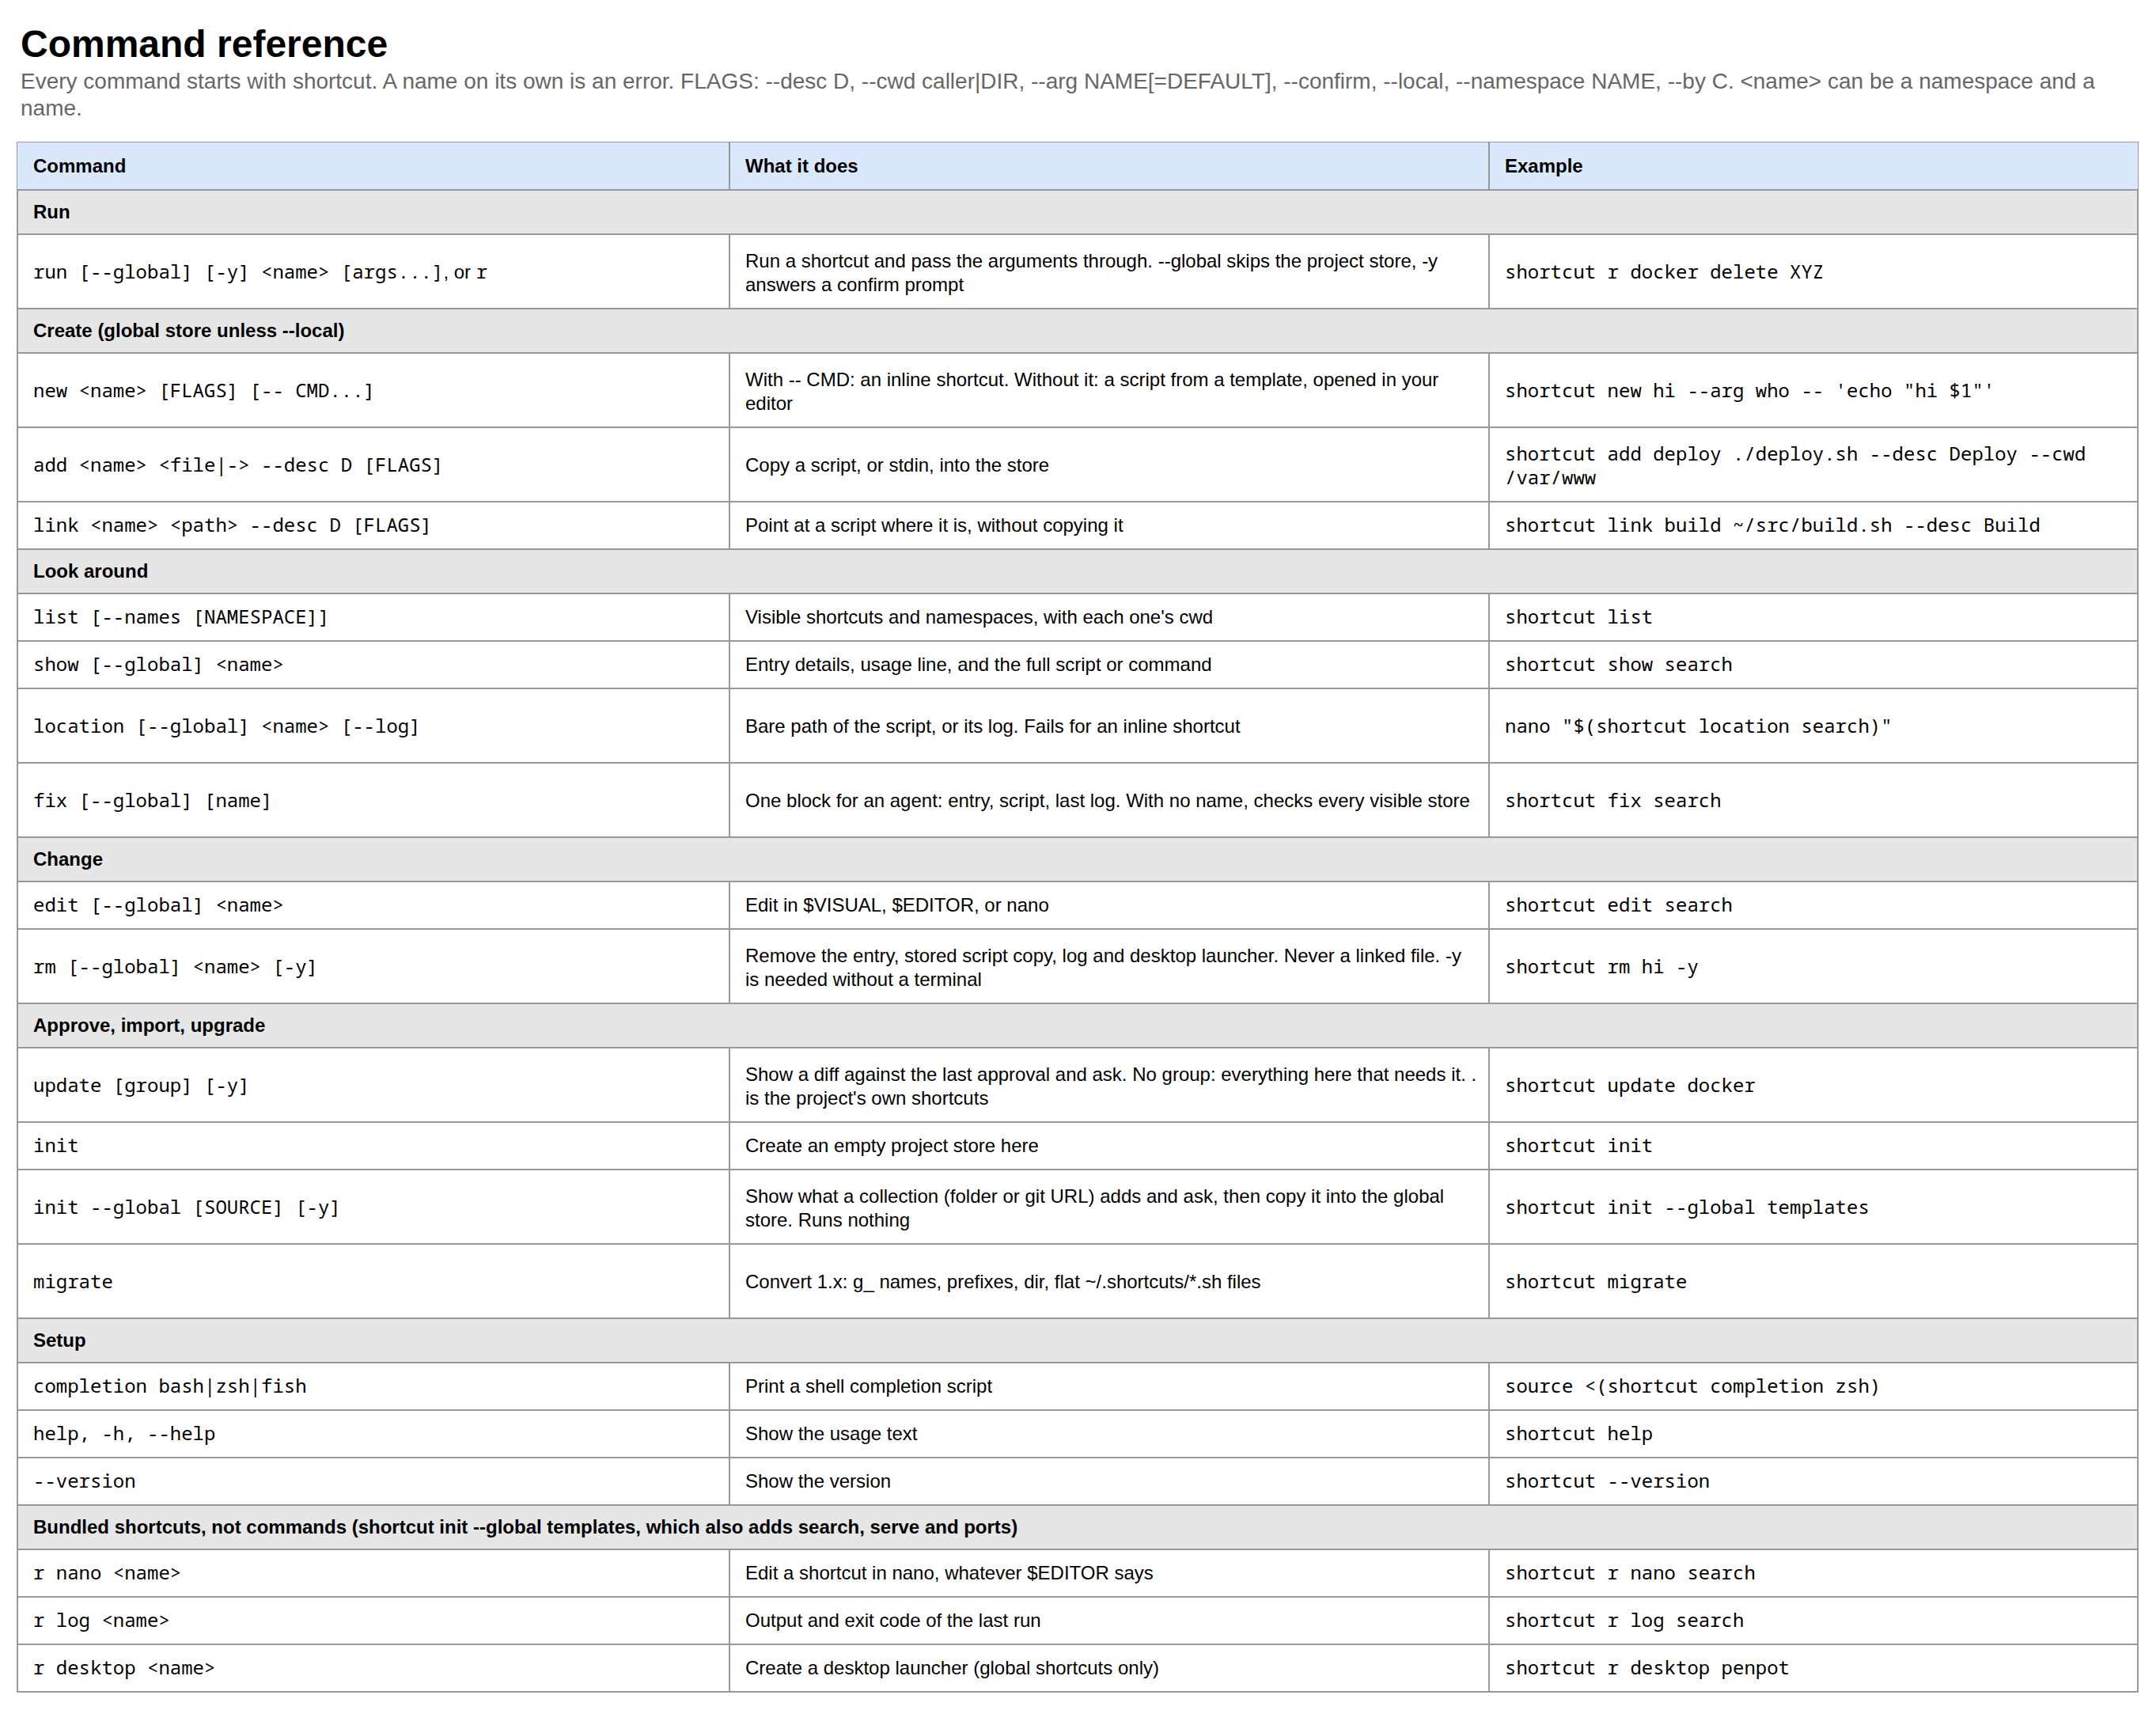 Command reference
Every command starts with shortcut. A name on its own is an error. FLAGS: --desc D, --cwd caller|DIR, --arg NAME[=DEFAULT], --confirm, --local, --namespace NAME, --by C. <name> can be a namespace and a
name.
Command
What it does
Example
Run
run [--global] [-y] <name> [args...], or r
Run a shortcut and pass the arguments through. --global skips the project store, -y
answers a confirm prompt
shortcut r docker delete XYZ
Create (global store unless --local)
new <name> [FLAGS] [-- CMD...]
With -- CMD: an inline shortcut. Without it: a script from a template, opened in your
editor
shortcut new hi --arg who -- 'echo "hi $1"'
add <name> <file|-> --desc D [FLAGS]
Copy a script, or stdin, into the store
shortcut add deploy ./deploy.sh --desc Deploy --cwd
/var/www
link <name> <path> --desc D [FLAGS]
Point at a script where it is, without copying it
shortcut link build ~/src/build.sh --desc Build
Look around
list [--names [NAMESPACE]]
Visible shortcuts and namespaces, with each one's cwd
shortcut list
show [--global] <name>
Entry details, usage line, and the full script or command
shortcut show search
location [--global] <name> [--log]
Bare path of the script, or its log. Fails for an inline shortcut
nano "$(shortcut location search)"
fix [--global] [name]
One block for an agent: entry, script, last log. With no name, checks every visible store
shortcut fix search
Change
edit [--global] <name>
Edit in $VISUAL, $EDITOR, or nano
shortcut edit search
rm [--global] <name> [-y]
Remove the entry, stored script copy, log and desktop launcher. Never a linked file. -y
is needed without a terminal
shortcut rm hi -y
Approve, import, upgrade
update [group] [-y]
Show a diff against the last approval and ask. No group: everything here that needs it. .
is the project's own shortcuts
shortcut update docker
init
Create an empty project store here
shortcut init
init --global [SOURCE] [-y]
Show what a collection (folder or git URL) adds and ask, then copy it into the global
store. Runs nothing
shortcut init --global templates
migrate
Convert 1.x: g_ names, prefixes, dir, flat ~/.shortcuts/*.sh files
shortcut migrate
Setup
completion bash|zsh|fish
Print a shell completion script
source <(shortcut completion zsh)
help, -h, --help
Show the usage text
shortcut help
--version
Show the version
shortcut --version
Bundled shortcuts, not commands (shortcut init --global templates, which also adds search, serve and ports)
r nano <name>
Edit a shortcut in nano, whatever $EDITOR says
shortcut r nano search
r log <name>
Output and exit code of the last run
shortcut r log search
r desktop <name>
Create a desktop launcher (global shortcuts only)
shortcut r desktop penpot